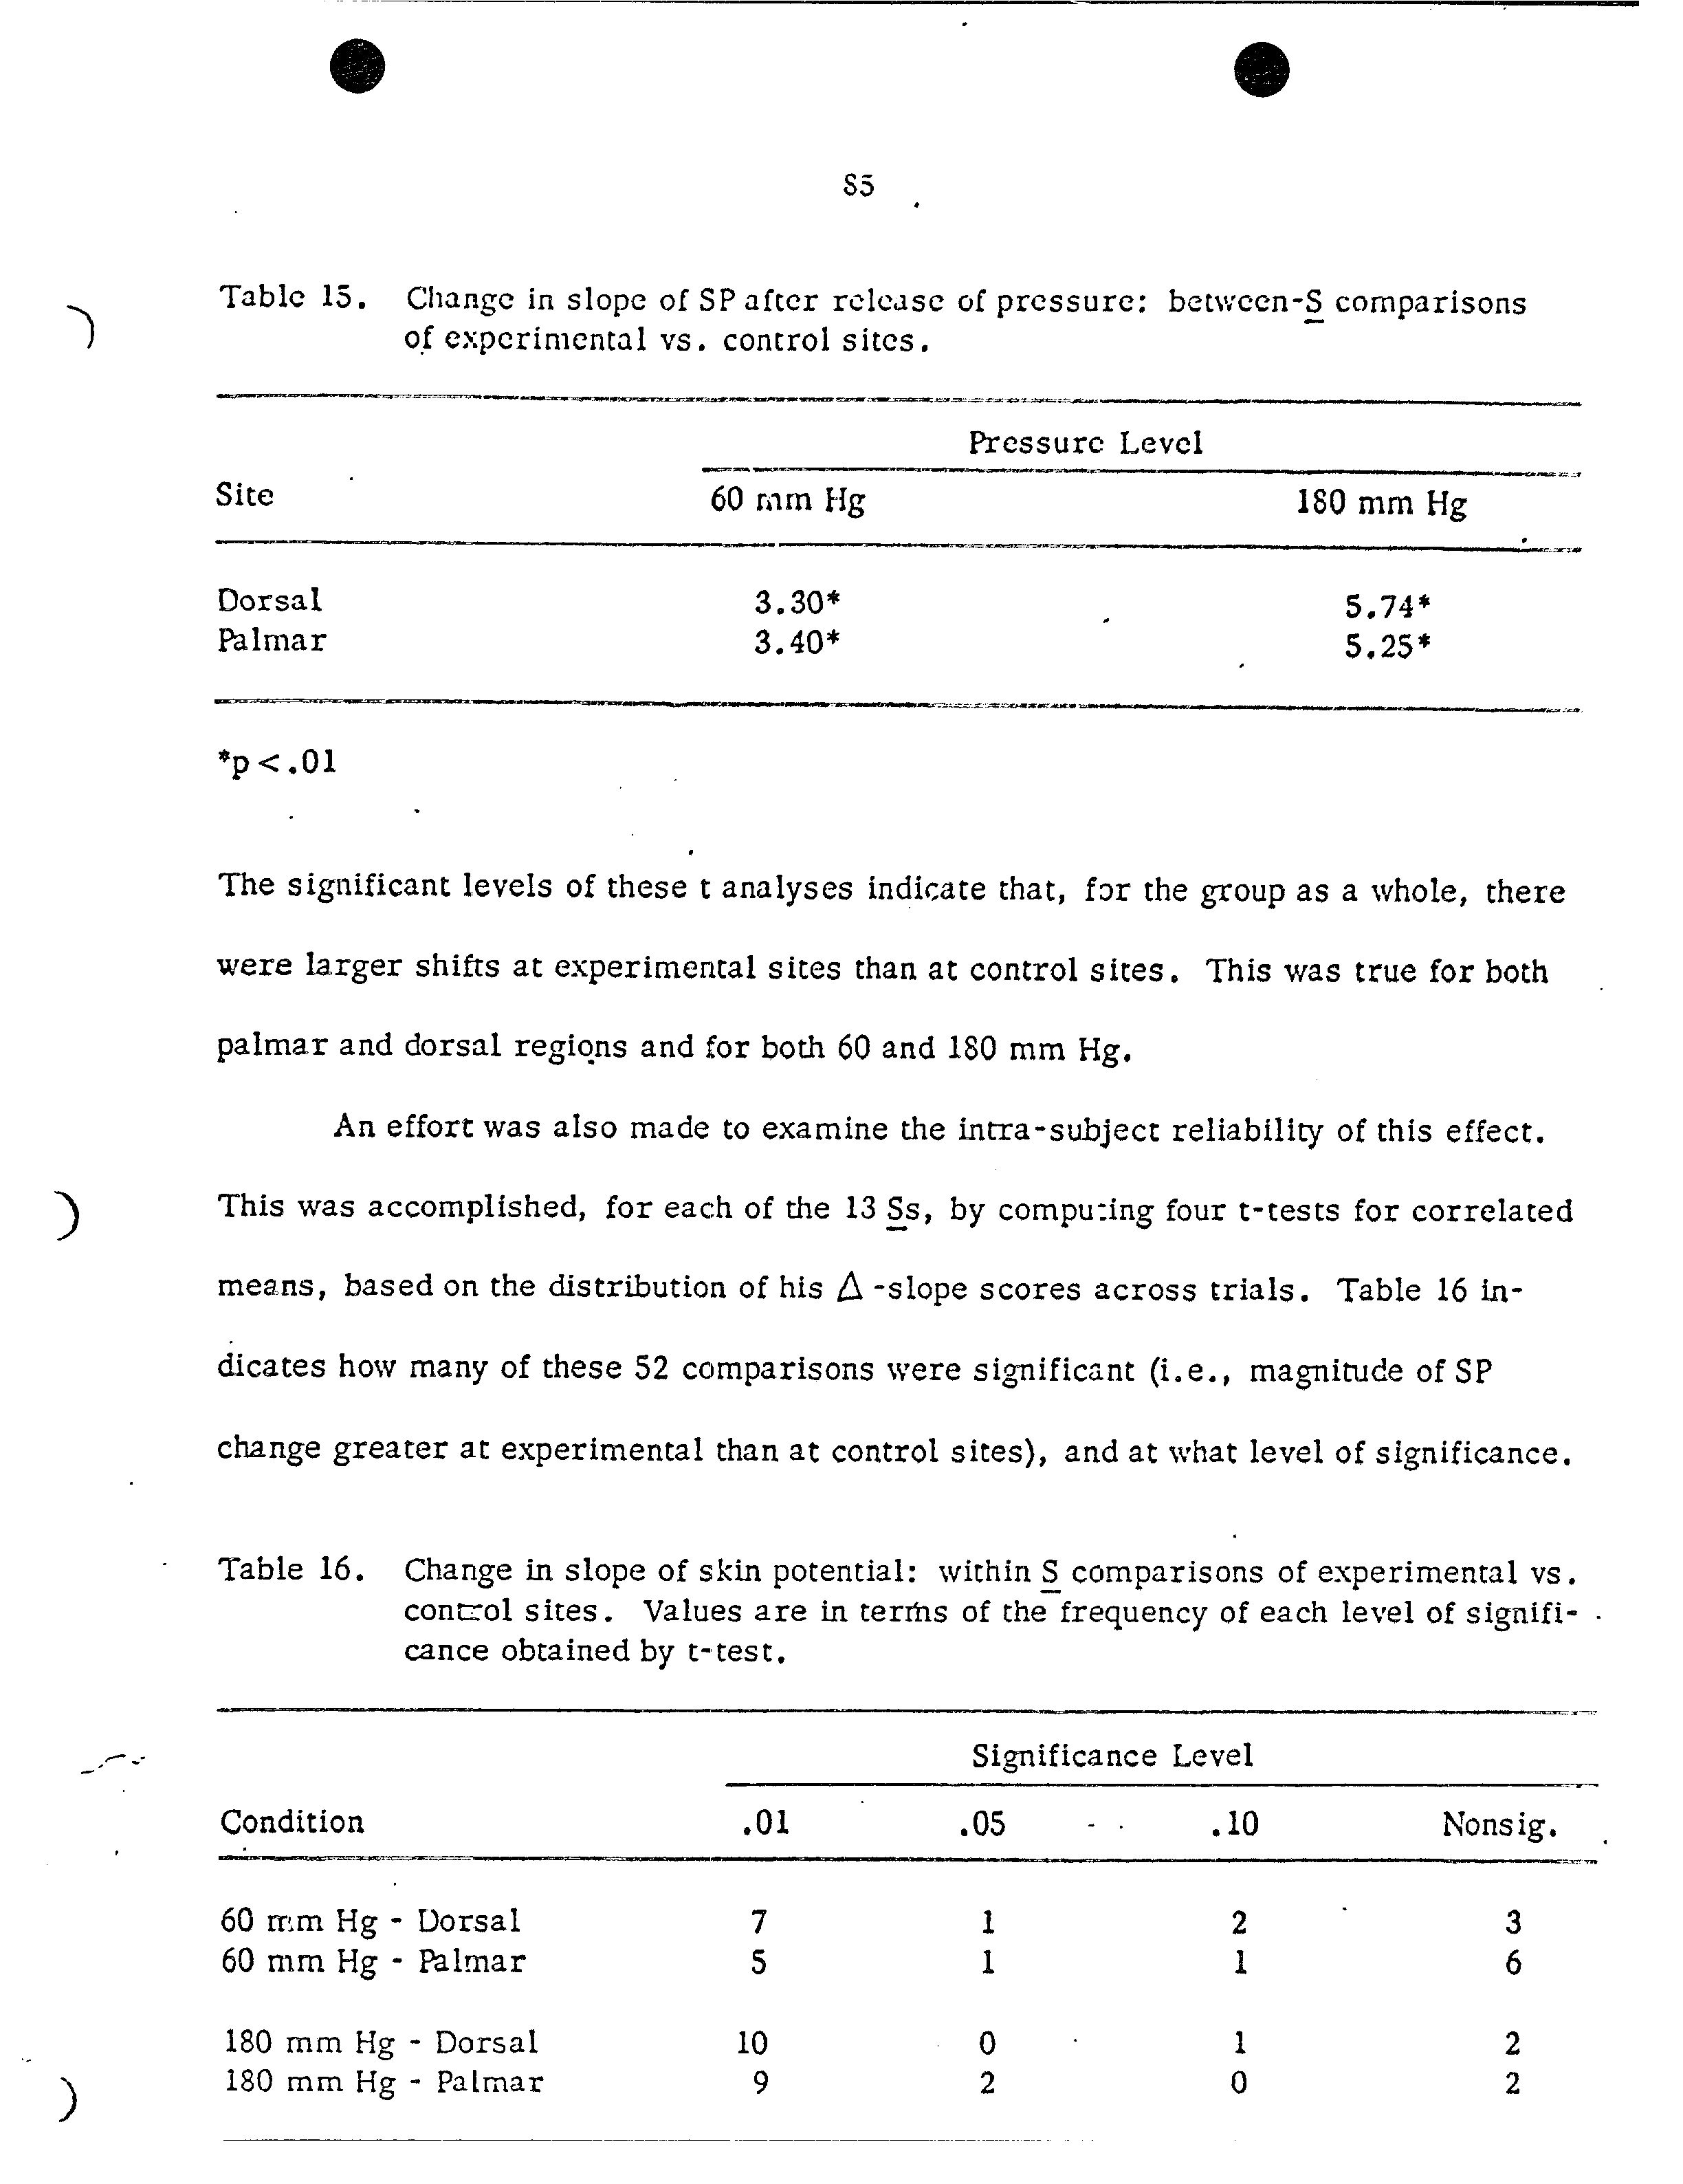 85
Table 15. Change in slope of SP after release of pressure: between-S comparisons
of experimental vs. control sites.
Pressure Level
Site 60 mm Hg 180 mm Hg
Dorsal 3.30* 5.74*
Palmar 3.40* 5.25*
*p < .01
The significant levels of these t analyses indicate that, for the group as a whole, there
were larger shifts at experimental sites than at control sites. This was true for both
palmar and dorsal regions and for both 60 and 180 mm Hg.
An effort was also made to examine the intra-subject reliability of this effect.
This was accomplished, for each of the 13 Ss, by computing four t-tests for correlated
means, based on the distribution of his Δ -slope scores across trials. Table 16 in-
dicates how many of these 52 comparisons were significant (i.e., magnitude of SP
change greater at experimental than at control sites), and at what level of significance.
Table 16. Change in slope of skin potential: within S comparisons of experimental vs.
control sites. Values are in terms of the frequency of each level of signifi-
cance obtained by t-test.
Significance Level
Condition .01 .05 .10 Nonsig.
60 mm Hg - Dorsal 7 1 2 3
60 mm Hg - Palmar 5 1 1 6
180 mm Hg - Dorsal 10 0 1 2
180 mm Hg - Palmar 9 2 0 2